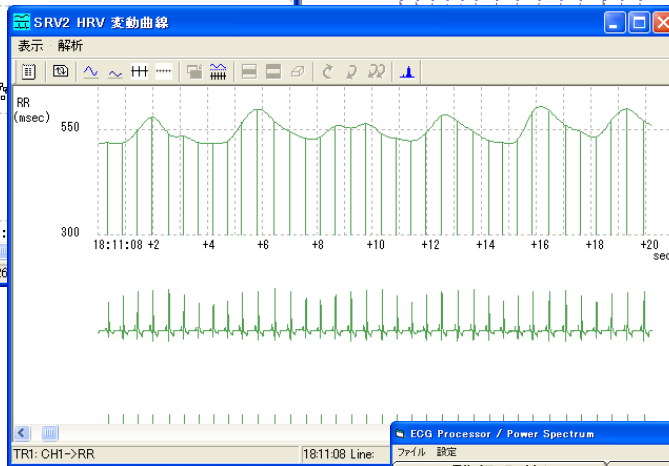 SRV2 HRV 変動曲線
表示 解析
RR
(msec)
550
300
18:11:08 +2 +4 +6 +8 +10 +12 +14 +16 +18 +20
sec
TR1: CH1->RR
18:11:08 Line:
ECG Processor / Power Spectrum
ファイル 設定